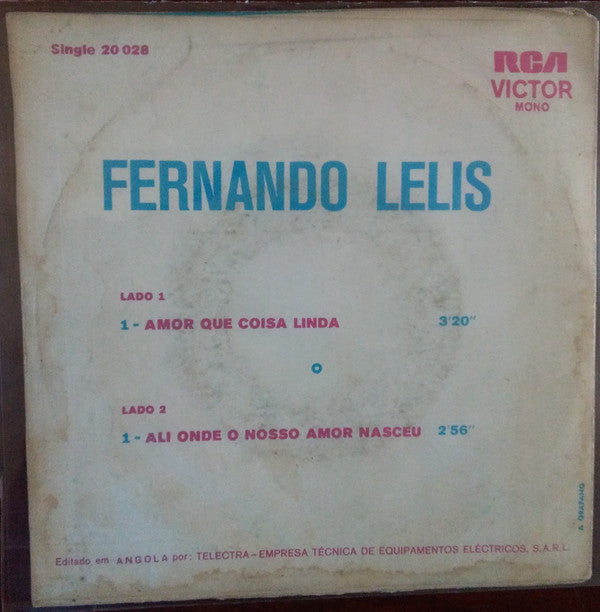 Single 20 028
RCA
VICTOR
MONO
FERNANDO LELIS
LADO 1
1 - AMOR QUE COISA LINDA 3'20"
LADO 2
1 - ALI ONDE O NOSSO AMOR NASCEU 2'56"
A GRAFANG
Editado em ANGOLA por: TELECTRA - EMPRESA TÉCNICA DE EQUIPAMENTOS ELÉCTRICOS, S.A.R.L.